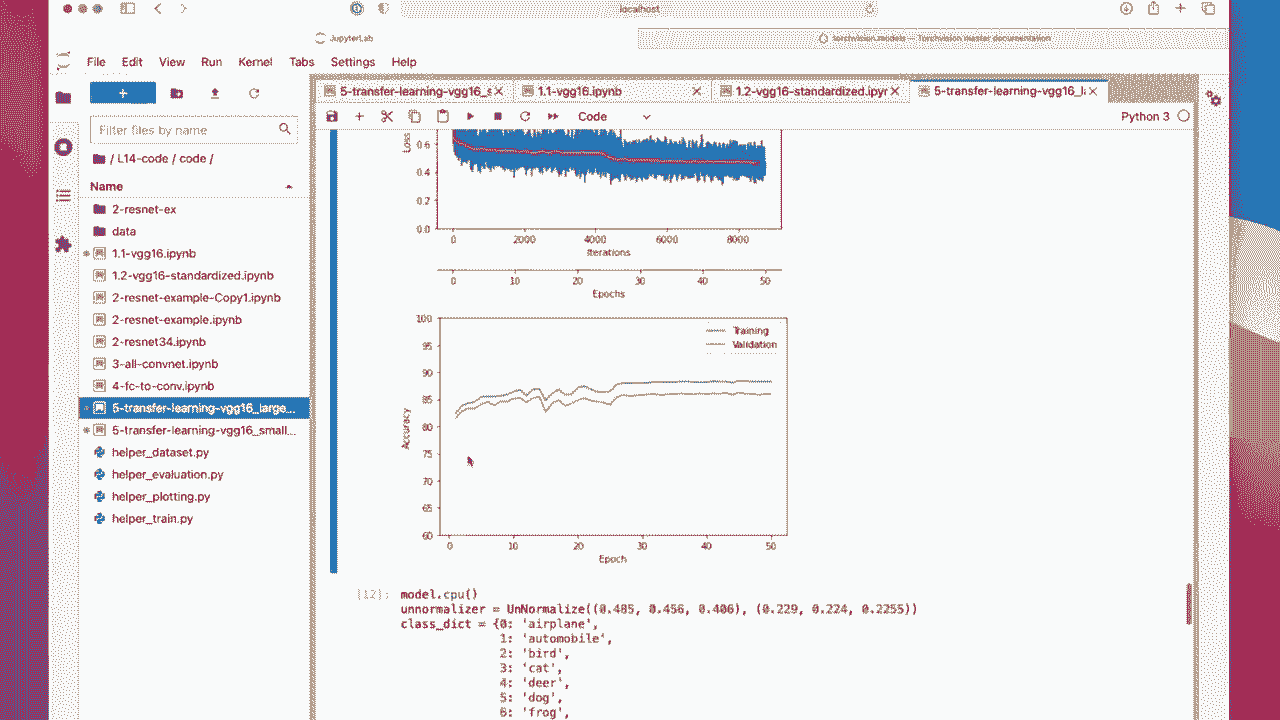 localhost
JupyterLab
torchvision.models — Torchvision master documentation
File Edit View Run Kernel Tabs Settings Help
5-transfer-learning-vgg16_s
1.1-vgg16.ipynb
1.2-vgg16-standardized.ipyr
5-transfer-learning-vgg16_l
Code
Python 3
Filter files by name
/ L14-code / code /
Name
2-resnet-ex
data
1.1-vgg16.ipynb
1.2-vgg16-standardized.ipynb
2-resnet-example-Copy1.ipynb
2-resnet-example.ipynb
2-resnet34.ipynb
3-all-convnet.ipynb
4-fc-to-conv.ipynb
5-transfer-learning-vgg16_large...
5-transfer-learning-vgg16_small...
helper_dataset.py
helper_evaluation.py
helper_plotting.py
helper_train.py
Loss
0.6
0.4
0.2
0.0
0 2000 4000 6000 8000
Iterations
0 10 20 30 40 50
Epochs
100
95
90
85
80
75
70
65
60
Accuracy
Training
Validation
0 10 20 30 40 50
Epoch
[12]:
model.cpu()
unnormalizer = UnNormalize((0.485, 0.456, 0.406), (0.229, 0.224, 0.2255))
class_dict = {0: 'airplane',
1: 'automobile',
2: 'bird',
3: 'cat',
4: 'deer',
5: 'dog',
6: 'frog',